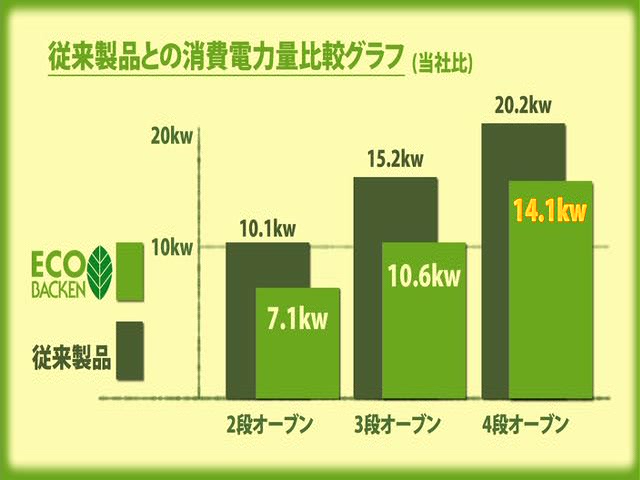 従来製品との消費電力量比較グラフ (当社比)
20.2kw
20kw
15.2kw
14.1kw
10.1kw
10kw
10.6kw
ECO
BACKEN
7.1kw
従来製品
2段オーブン 3段オーブン 4段オーブン